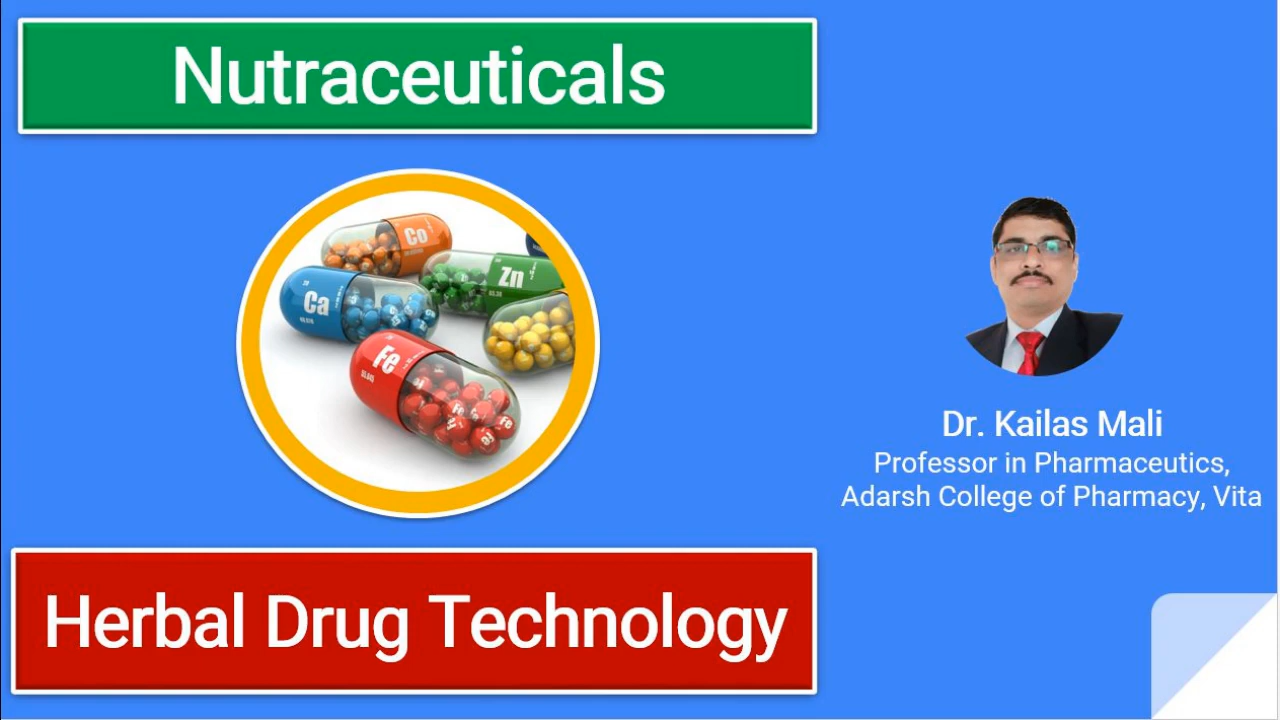 Nutraceuticals
Co
Zn
Ca
Fe
Dr. Kailas Mali
Professor in Pharmaceutics,
Adarsh College of Pharmacy, Vita
Herbal Drug Technology